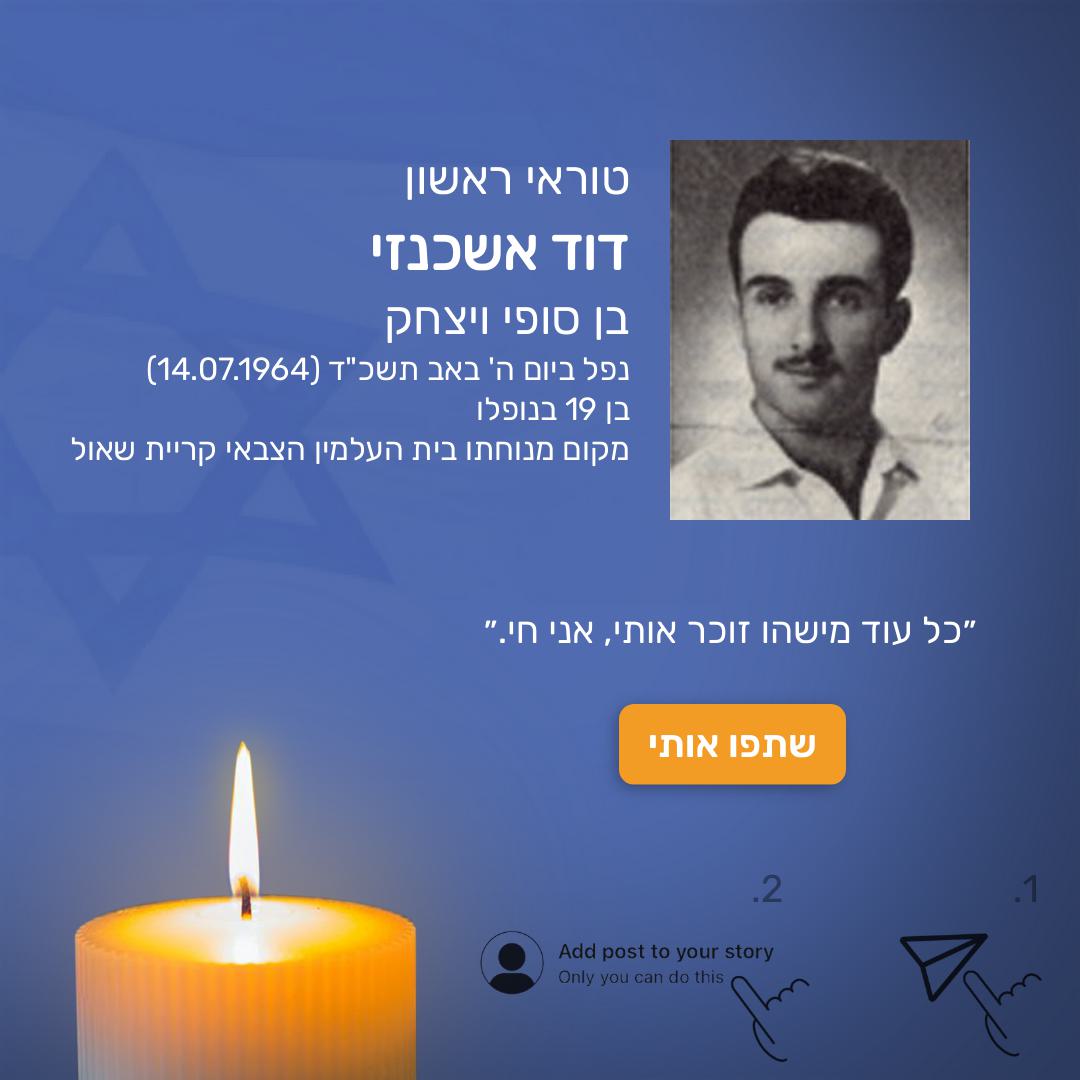 טוראי ראשון
דוד אשכנזי
בן סופי ויצחק
נפל ביום ה' באב תשכ"ד (14.07.1964)
בן 19 בנופלו
מקום מנוחתו בית העלמין הצבאי קריית שאול
״כל עוד מישהו זוכר אותי, אני חי.״
שתפו אותי
.1
.2
Add post to your story
Only you can do this